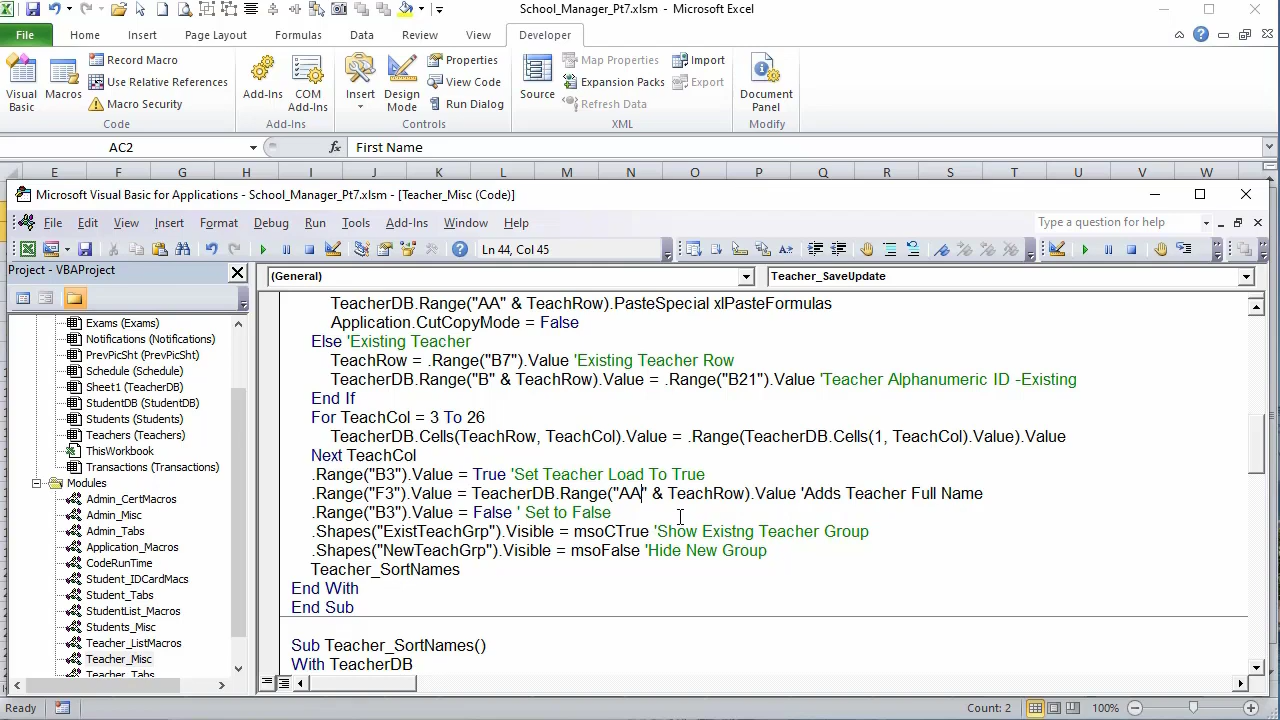 School_Manager_Pt7.xlsm - Microsoft Excel
File Home Insert Page Layout Formulas Data Review View Developer
Visual Basic
Macros
Record Macro
Use Relative References
Macro Security
Code
Add-Ins
COM Add-Ins
Add-Ins
Insert
Design Mode
Properties
View Code
Run Dialog
Controls
Source
Map Properties
Expansion Packs
Refresh Data
Import
Export
XML
Document Panel
Modify
AC2 fx First Name
E F G H I J K L M N O P Q R S T U V W
Microsoft Visual Basic for Applications - School_Manager_Pt7.xlsm - [Teacher_Misc (Code)]
File Edit View Insert Format Debug Run Tools Add-Ins Window Help Type a question for help
Ln 44, Col 45
Project - VBAProject
(General) Teacher_SaveUpdate
Exams (Exams)
Notifications (Notifications)
PrevPicSht (PrevPicSht)
Schedule (Schedule)
Sheet1 (TeacherDB)
StudentDB (StudentDB)
Students (Students)
Teachers (Teachers)
ThisWorkbook
Transactions (Transactions)
Modules
Admin_CertMacros
Admin_Misc
Admin_Tabs
Application_Macros
CodeRunTime
Student_IDCardMacs
Student_Tabs
StudentList_Macros
Students_Misc
Teacher_ListMacros
Teacher_Misc
Teacher_Tabs
TeacherDB.Range("AA" & TeachRow).PasteSpecial xlPasteFormulas
Application.CutCopyMode = False
Else 'Existing Teacher
TeachRow = .Range("B7").Value 'Existing Teacher Row
TeacherDB.Range("B" & TeachRow).Value = .Range("B21").Value 'Teacher Alphanumeric ID -Existing
End If
For TeachCol = 3 To 26
TeacherDB.Cells(TeachRow, TeachCol).Value = .Range(TeacherDB.Cells(1, TeachCol).Value).Value
Next TeachCol
.Range("B3").Value = True 'Set Teacher Load To True
.Range("F3").Value = TeacherDB.Range("AA" & TeachRow).Value 'Adds Teacher Full Name
.Range("B3").Value = False ' Set to False
.Shapes("ExistTeachGrp").Visible = msoCTrue 'Show Existng Teacher Group
.Shapes("NewTeachGrp").Visible = msoFalse 'Hide New Group
Teacher_SortNames
End With
End Sub
Sub Teacher_SortNames()
With TeacherDB
Ready Count: 2 100%